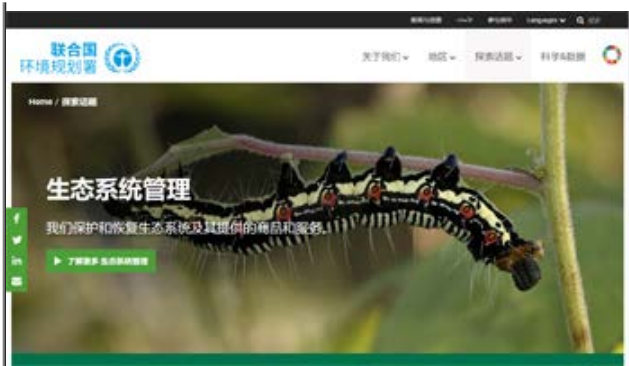 Languages
联合国
环境规划署
关于我们
地区
探索话题
科学&数据
Home / 探索话题
生态系统管理
我们保护和恢复生态系统及其提供的商品和服务。
了解更多 生态系统管理
f
in